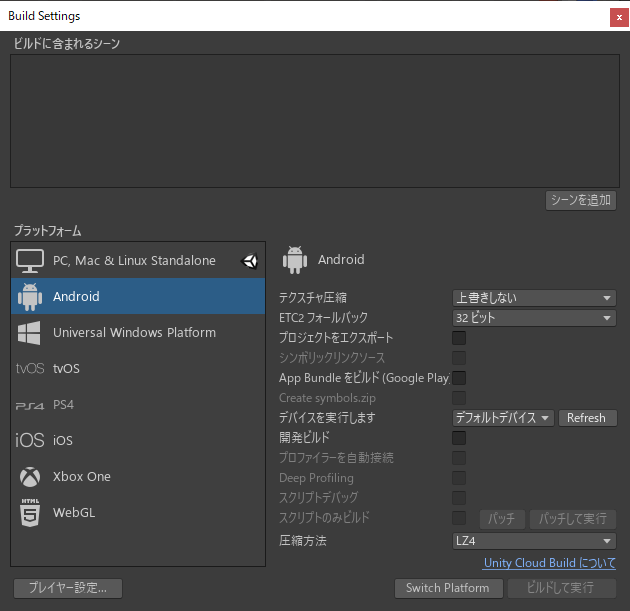 Build Settings
x
ビルドに含まれるシーン
シーンを追加
プラットフォーム
PC, Mac & Linux Standalone
Android
Universal Windows Platform
tvOS tvOS
PS4 PS4
iOS iOS
Xbox One
HTML 5 WebGL
Android
テクスチャ圧縮 上書きしない
ETC2 フォールバック 32 ビット
プロジェクトをエクスポート
シンボリックリンクソース
App Bundle をビルド (Google Play
Create symbols.zip
デバイスを実行します デフォルトデバイス Refresh
開発ビルド
プロファイラーを自動接続
Deep Profiling
スクリプトデバッグ
スクリプトのみビルド パッチ パッチして実行
圧縮方法 LZ4
Unity Cloud Build について
プレイヤー設定... Switch Platform ビルドして実行